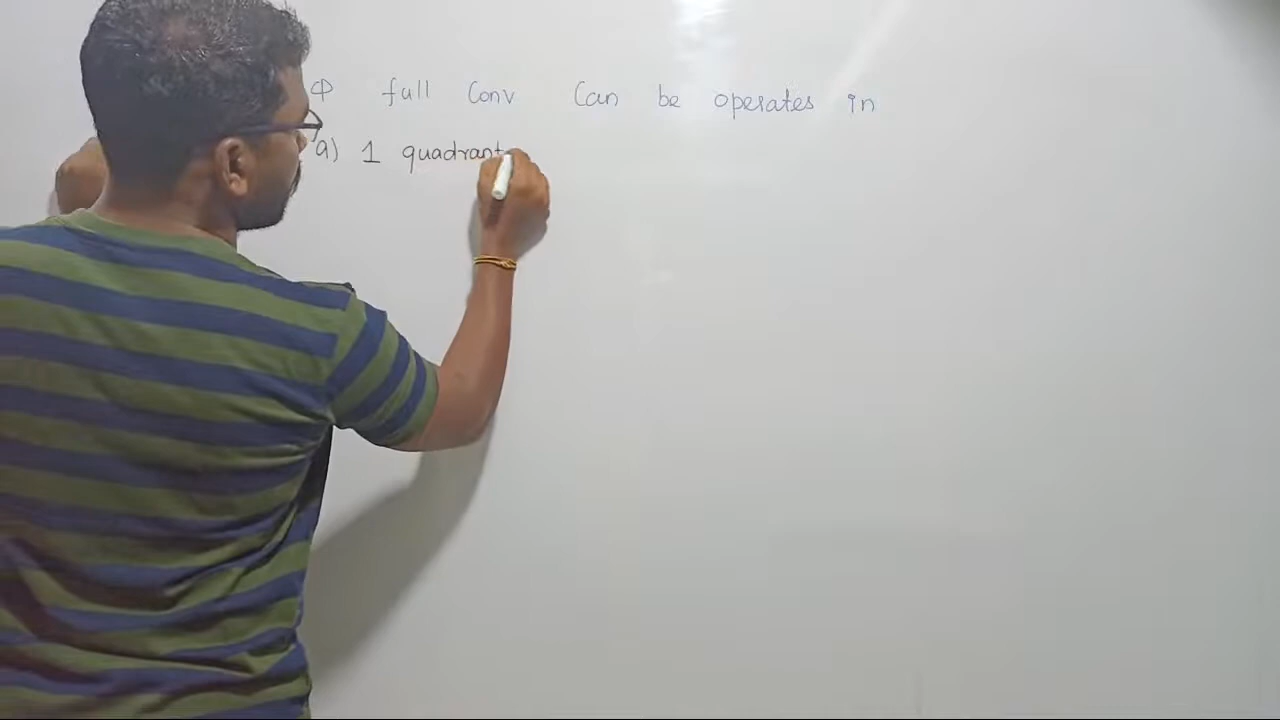 Φ full Conv Can be operates in
a) 1 quadrant